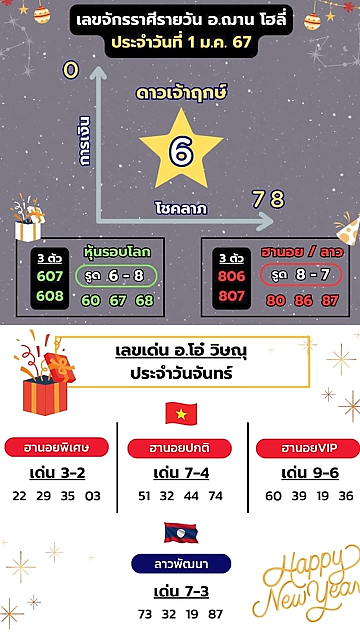 เลขจักรราศีรายวัน อ.ฌาน โฮลี่
ประจำวันที่ 1 ม.ค. 67
0
ดาวเจ้าฤกษ์
การเงิน
6
7 8
โชคลาภ
3 ตัว
607
608
หุ้นรอบโลก
รูด 6 - 8
60 67 68
3 ตัว
806
807
ฮานอย / ลาว
รูด 8 - 7
80 86 87
เลขเด่น อ.โอ๋ วิษณุ
ประจำวันจันทร์
ฮานอยพิเศษ
เด่น 3-2
22 29 35 03
ฮานอยปกติ
เด่น 7-4
51 32 44 74
ฮานอยVIP
เด่น 9-6
60 39 19 36
ลาวพัฒนา
เด่น 7-3
73 32 19 87
Happy
New Year